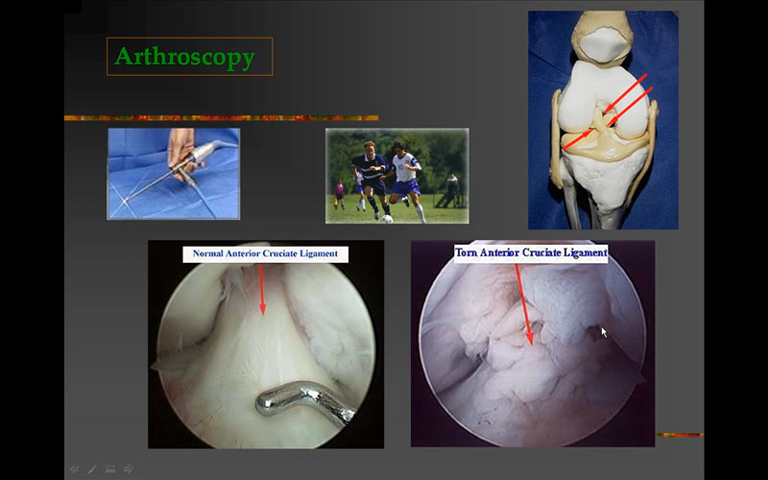 Arthroscopy
Normal Anterior Cruciate Ligament
Torn Anterior Cruciate Ligament